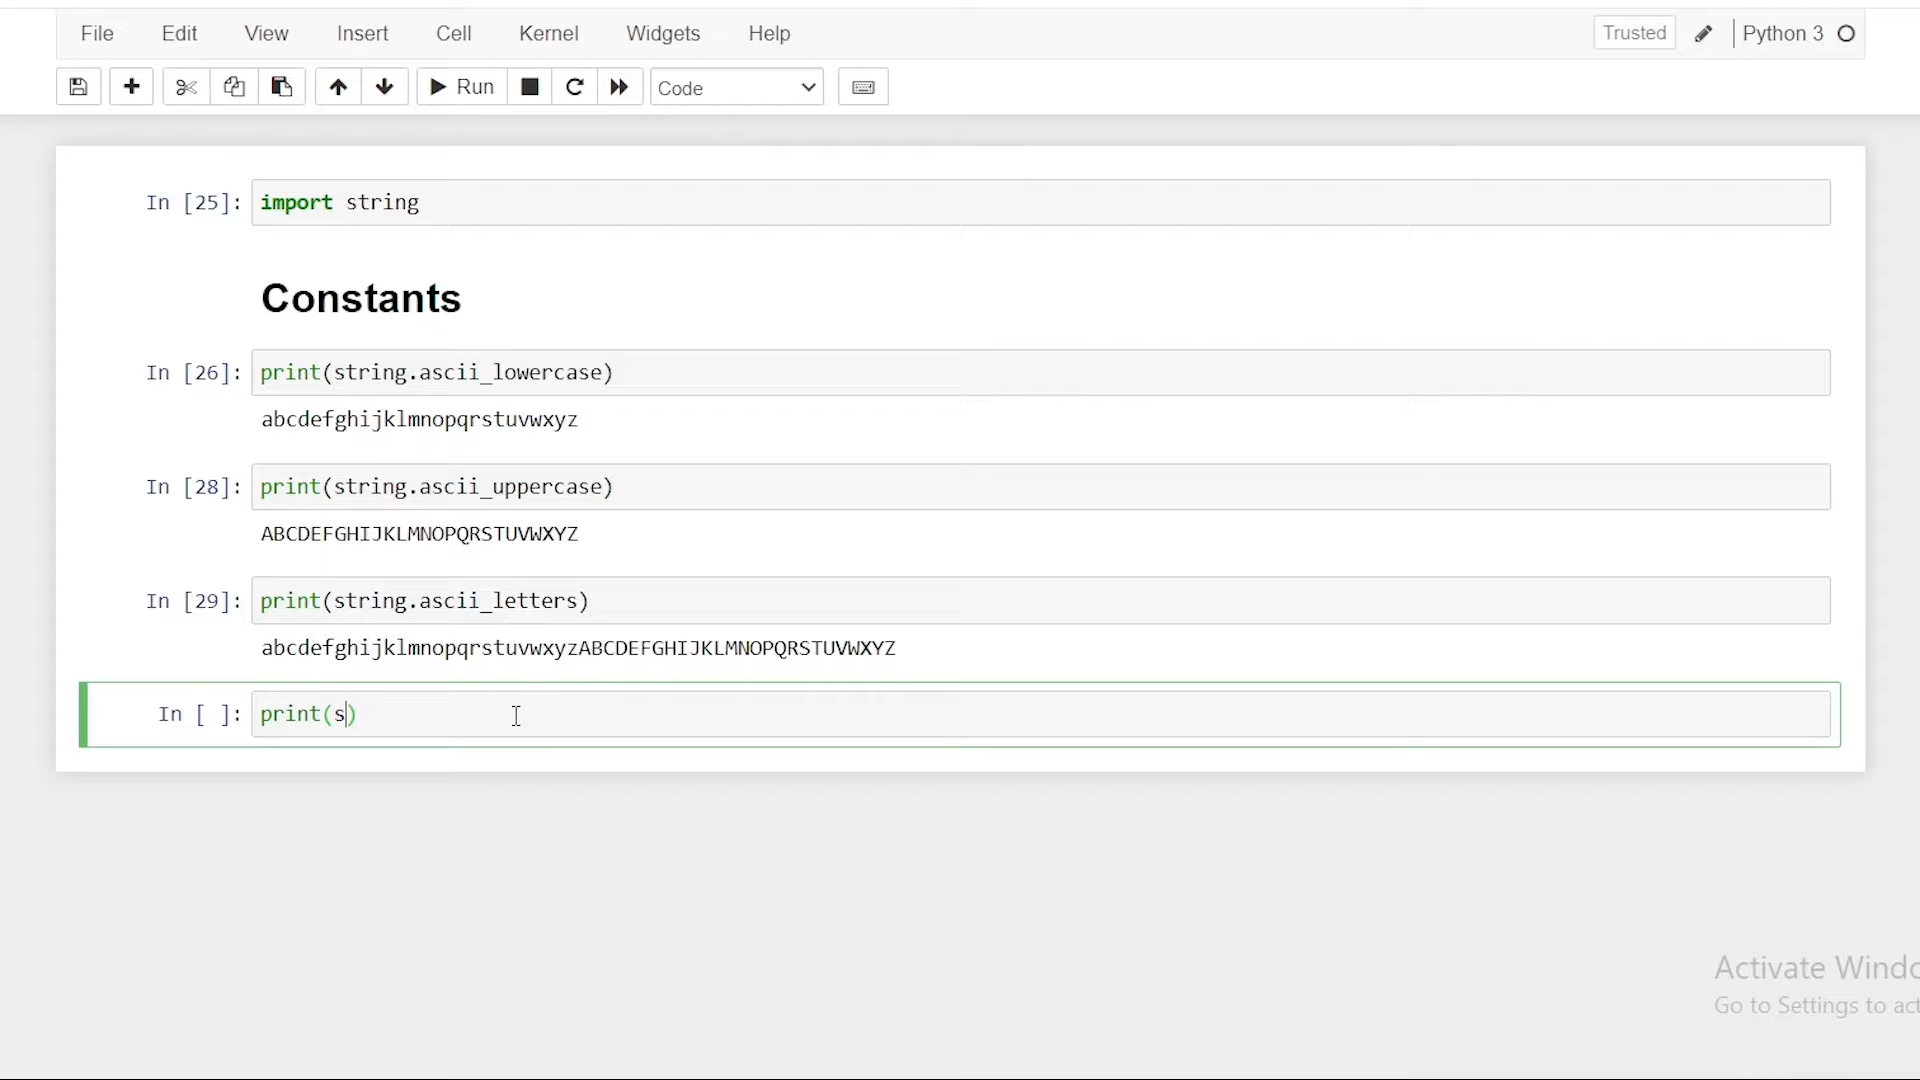 File Edit View Insert Cell Kernel Widgets Help Trusted Python 3
Run Code
In [25]: import string
Constants
In [26]: print(string.ascii_lowercase)
abcdefghijklmnopqrstuvwxyz
In [28]: print(string.ascii_uppercase)
ABCDEFGHIJKLMNOPQRSTUVWXYZ
In [29]: print(string.ascii_letters)
abcdefghijklmnopqrstuvwxyzABCDEFGHIJKLMNOPQRSTUVWXYZ
In [ ]: print(s)
Activate Windo
Go to Settings to act